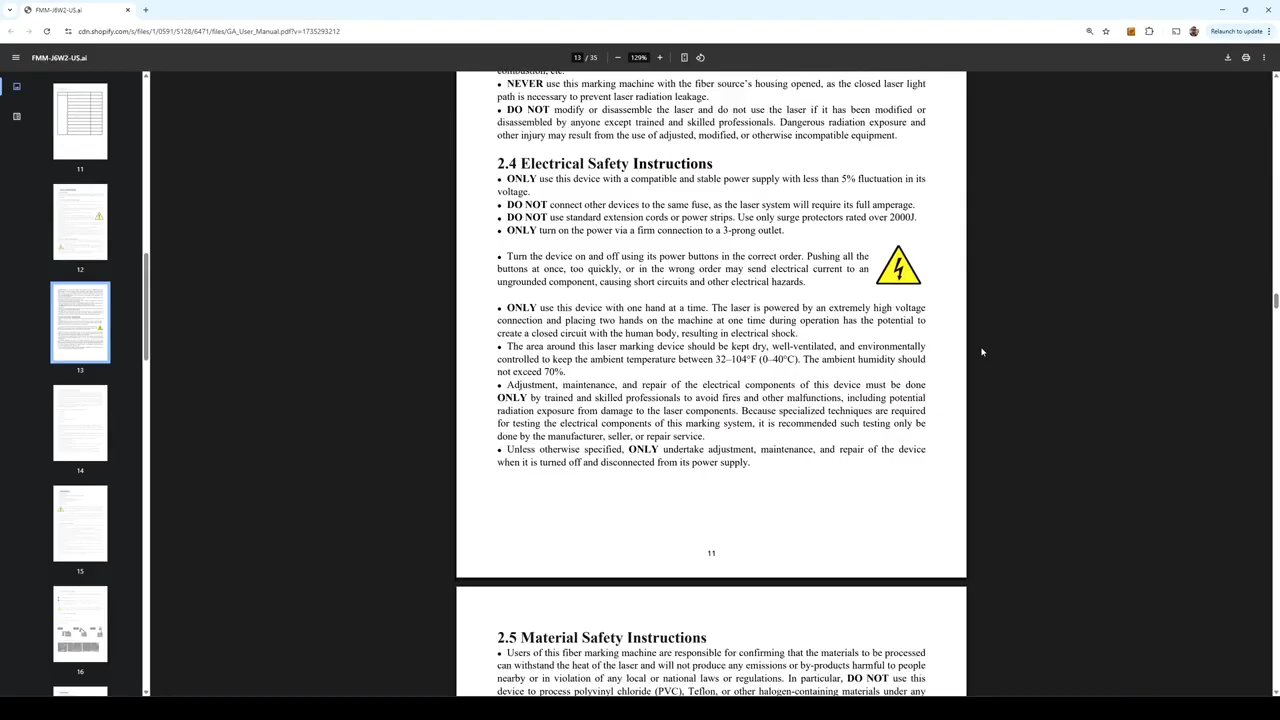 FMM-J6W2-US.ai
cdn.shopify.com/s/files/1/0591/5128/6471/files/GA_User_Manual.pdf?v=1735293212
Relaunch to update
FMM-J6W2-US.ai
13 / 35
129%
11
12
13
14
15
16
combustion, etc.
• NEVER use this marking machine with the fiber source's housing opened, as the closed laser light
path is necessary to prevent laser radiation leakage.
• DO NOT modify or disassemble the laser and do not use the laser if it has been modified or
disassembled by anyone except trained and skilled professionals. Dangerous radiation exposure and
other injury may result from the use of adjusted, modified, or otherwise incompatible equipment.
2.4 Electrical Safety Instructions
• ONLY use this device with a compatible and stable power supply with less than 5% fluctuation in its
voltage.
• DO NOT connect other devices to the same fuse, as the laser system will require its full amperage.
• DO NOT use standard extension cords or power strips. Use only surge protectors rated over 2000J.
• ONLY turn on the power via a firm connection to a 3-prong outlet.
• Turn the device on and off using its power buttons in the correct order. Pushing all the
buttons at once, too quickly, or in the wrong order may send electrical current to an
ungrounded component, causing short circuits and other electrical hazards.
• ONLY use this device with one hand at a time. The laser is powered by an extremely high voltage
connection and placing two hands on the machine at one time during operation has the potential to
create a closed circuit with the human body, resulting in electrical shock.
• The area around this laser marking device should be kept dry, well-ventilated, and environmentally
controlled to keep the ambient temperature between 32–104°F (0–40°C). The ambient humidity should
not exceed 70%.
• Adjustment, maintenance, and repair of the electrical components of this device must be done
ONLY by trained and skilled professionals to avoid fires and other malfunctions, including potential
radiation exposure from damage to the laser components. Because specialized techniques are required
for testing the electrical components of this marking system, it is recommended such testing only be
done by the manufacturer, seller, or repair service.
• Unless otherwise specified, ONLY undertake adjustment, maintenance, and repair of the device
when it is turned off and disconnected from its power supply.
11
2.5 Material Safety Instructions
• Users of this fiber marking machine are responsible for confirming that the materials to be processed
can withstand the heat of the laser and will not produce any emissions or by-products harmful to people
nearby or in violation of any local or national laws or regulations. In particular, DO NOT use this
device to process polyvinyl chloride (PVC), Teflon, or other halogen-containing materials under any